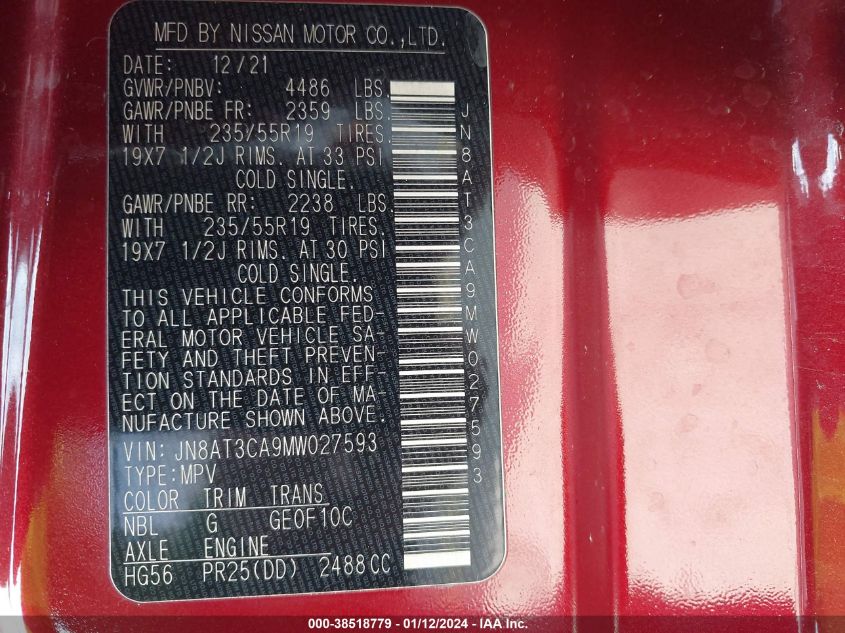 MFD BY NISSAN MOTOR CO.,LTD.
DATE: 12/21
GVWR/PNBV: 4486 LBS.
GAWR/PNBE FR: 2359 LBS.
WITH 235/55R19 TIRES.
19X7 1/2J RIMS. AT 33 PSI
COLD SINGLE.
GAWR/PNBE RR: 2238 LBS.
WITH 235/55R19 TIRES.
19X7 1/2J RIMS. AT 30 PSI
COLD SINGLE.
THIS VEHICLE CONFORMS
TO ALL APPLICABLE FED-
ERAL MOTOR VEHICLE SA-
FETY AND THEFT PREVEN-
TION STANDARDS IN EFF-
ECT ON THE DATE OF MA-
NUFACTURE SHOWN ABOVE.
VIN: JN8AT3CA9MW027593
TYPE:MPV
COLOR TRIM TRANS
NBL G GE0F10C
AXLE ENGINE
HG56 PR25(DD) 2488CC
JN8AT3CA9MW027593
000-38518779 - 01/12/2024 - IAA Inc.